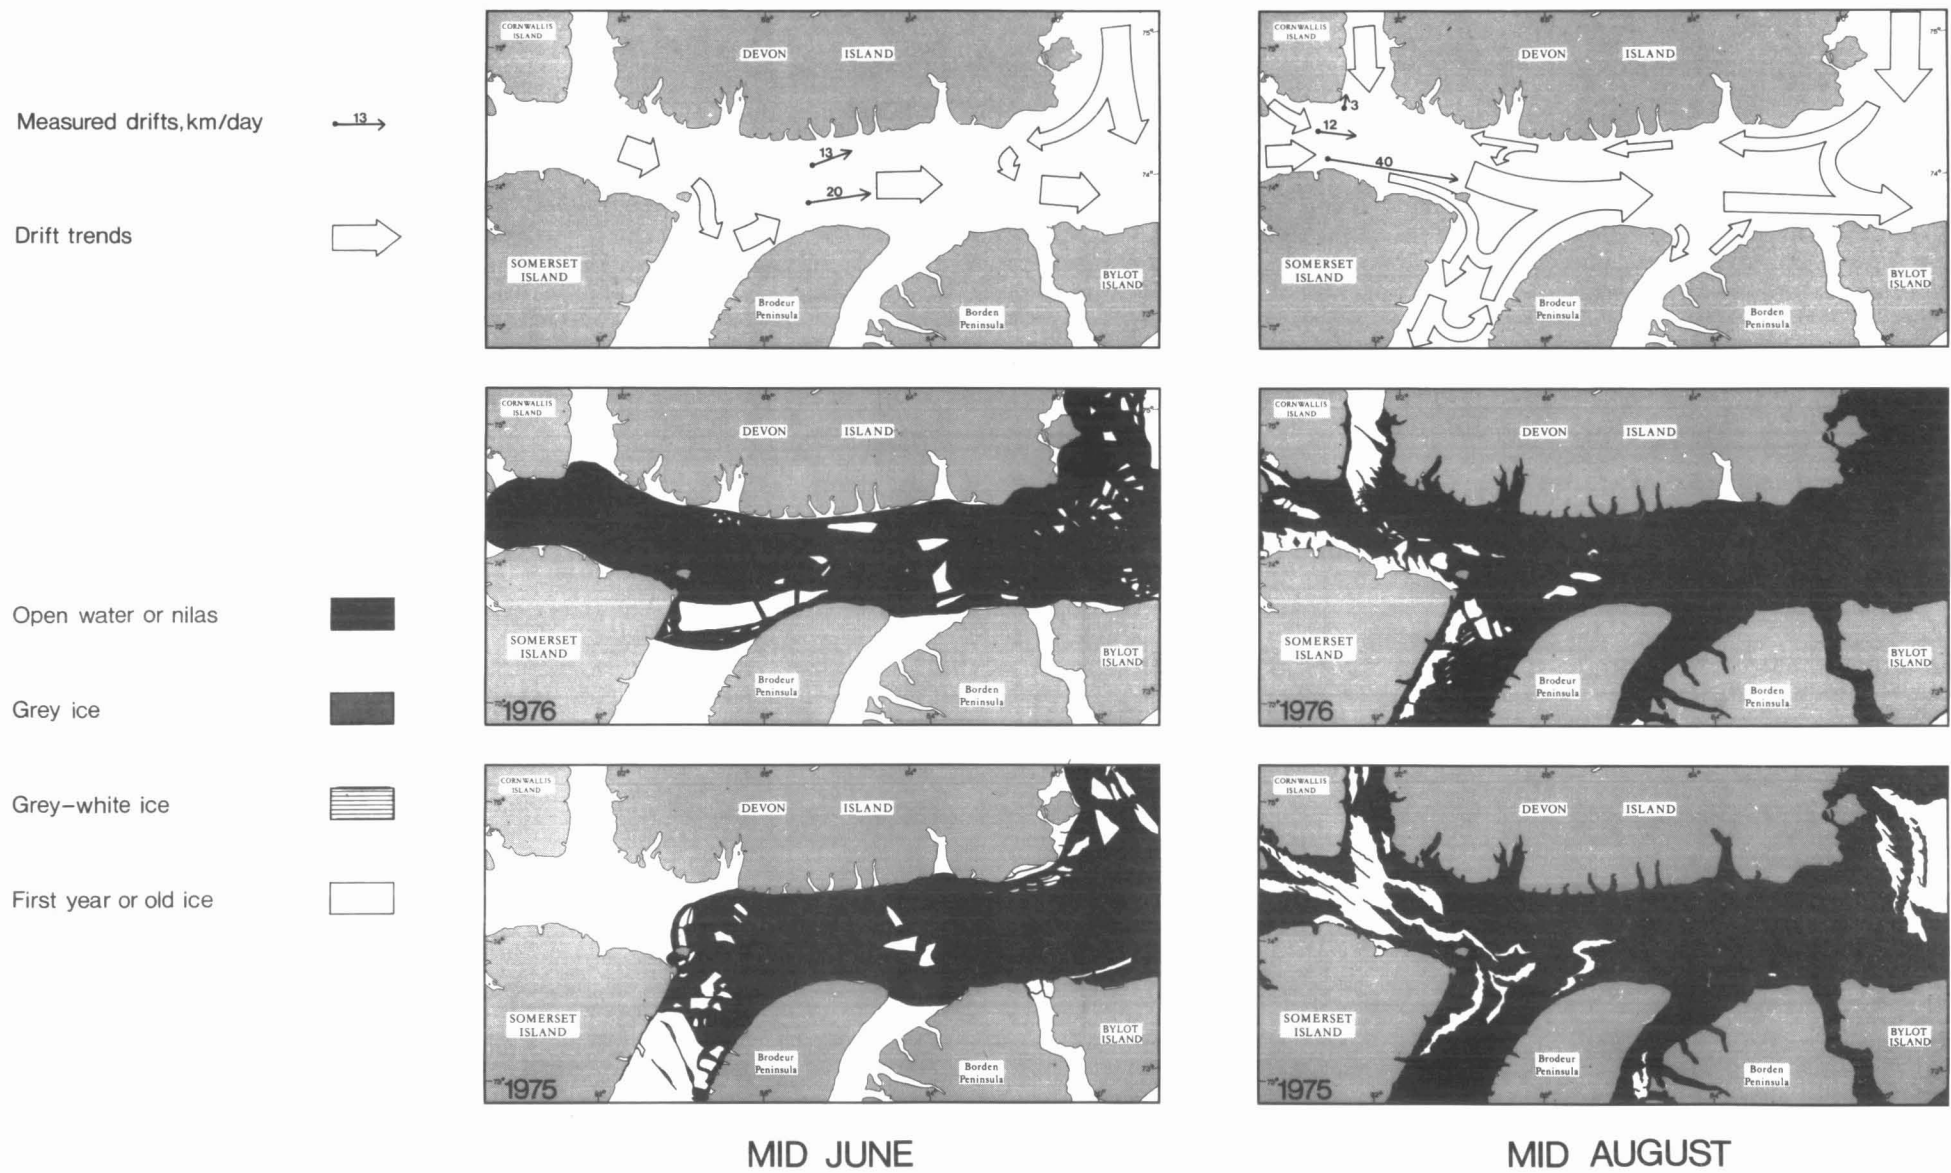 Measured drifts, km/day
13
Drift trends
Open water or nilas
Grey ice
Grey-white ice
First year or old ice
CORNWALLIS
ISLAND
DEVON ISLAND
13
20
SOMERSET
ISLAND
Brodeur
Peninsula
Borden
Peninsula
BYLOT
ISLAND
CORNWALLIS
ISLAND
DEVON ISLAND
3
12
40
SOMERSET
ISLAND
Brodeur
Peninsula
Borden
Peninsula
BYLOT
ISLAND
CORNWALLIS
ISLAND
DEVON ISLAND
SOMERSET
ISLAND
Brodeur
Peninsula
Borden
Peninsula
BYLOT
ISLAND
1976
CORNWALLIS
ISLAND
DEVON ISLAND
SOMERSET
ISLAND
Brodeur
Peninsula
Borden
Peninsula
BYLOT
ISLAND
1976
CORNWALLIS
ISLAND
DEVON ISLAND
SOMERSET
ISLAND
Brodeur
Peninsula
Borden
Peninsula
BYLOT
ISLAND
1975
CORNWALLIS
ISLAND
DEVON ISLAND
SOMERSET
ISLAND
Brodeur
Peninsula
Borden
Peninsula
BYLOT
ISLAND
1975
MID JUNE
MID AUGUST